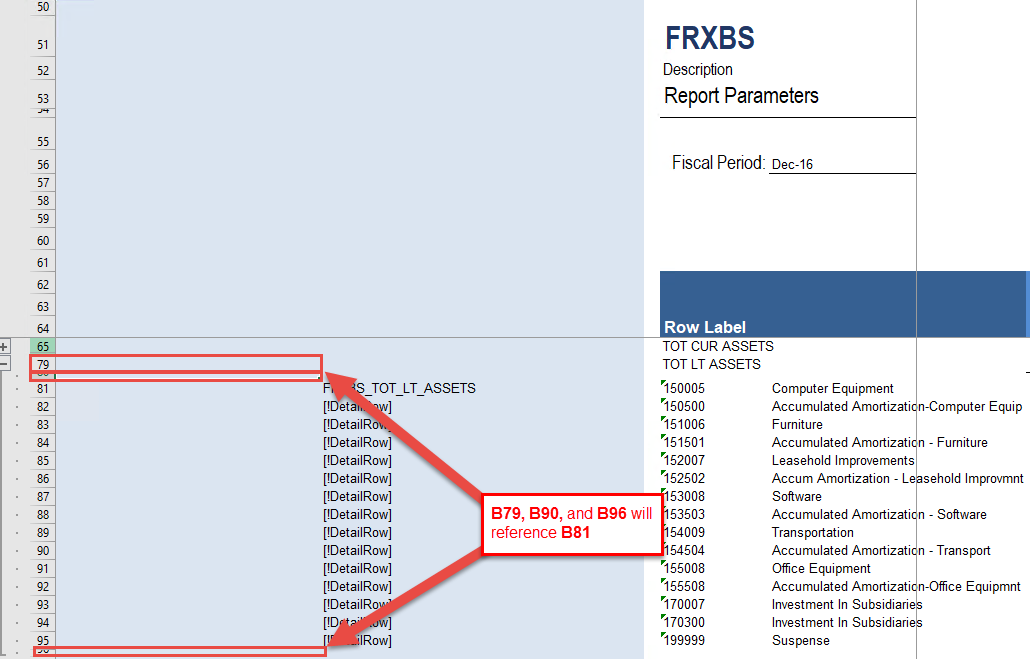 50
51 FRXBS
52 Description
53 Report Parameters
54
55
56 Fiscal Period: Dec-16
57
58
59
60
61
62
63
64 Row Label
65 TOT CUR ASSETS
79 TOT LT ASSETS
81 TOT_LT_ASSETS 150005 Computer Equipment
82 [!DetailRow] 150500 Accumulated Amortization-Computer Equip
83 [!DetailRow] 151006 Furniture
84 [!DetailRow] 151501 Accumulated Amortization - Furniture
85 [!DetailRow] 152007 Leasehold Improvements
86 [!DetailRow] 152502 Accum Amortization - Leasehold Improvmnt
87 [!DetailRow] 153008 Software
88 [!DetailRow] 153503 Accumulated Amortization - Software
89 [!DetailRow] 154009 Transportation
90 [!DetailRow] 154504 Accumulated Amortization - Transport
91 [!DetailRow] 155008 Office Equipment
92 [!DetailRow] 155508 Accumulated Amortization-Office Equipmnt
93 [!DetailRow] 170007 Investment In Subsidiaries
94 [!DetailRow] 170300 Investment In Subsidiaries
95 [!DetailRow] 199999 Suspense
96
B79, B90, and B96 will
reference B81